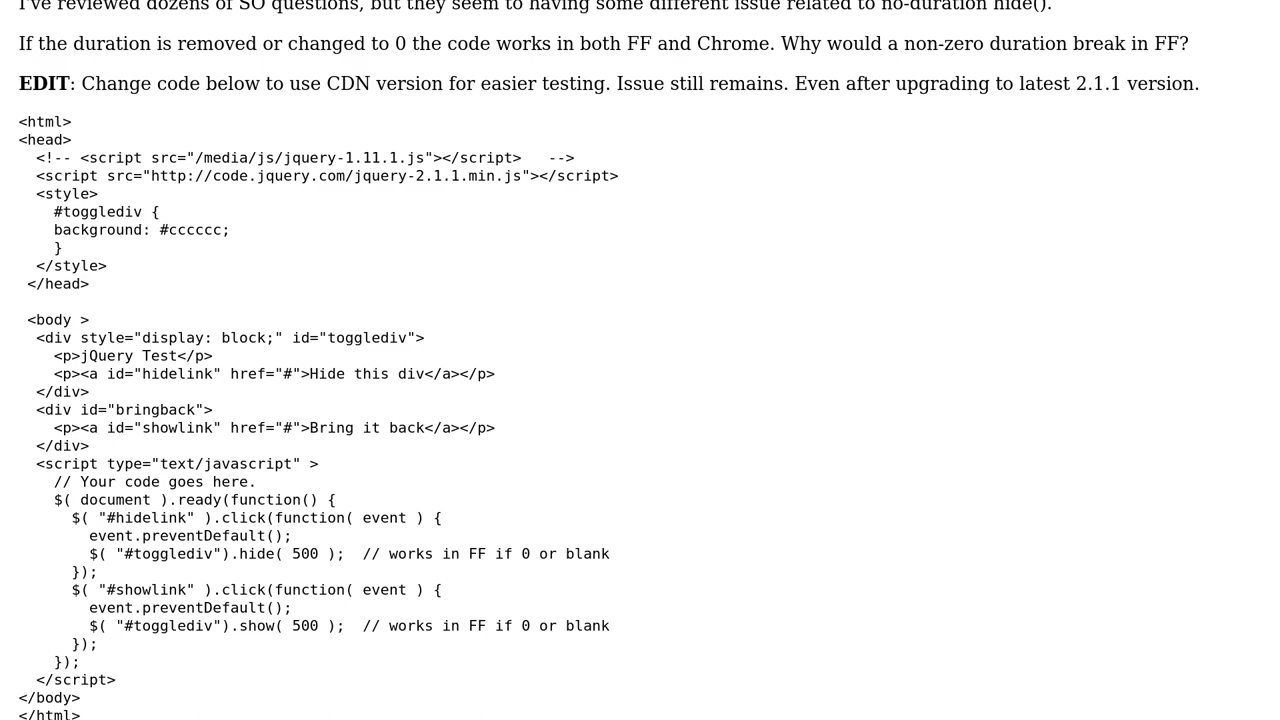 I've reviewed dozens of SO questions, but they seem to having some different issue related to no-duration hide().
If the duration is removed or changed to 0 the code works in both FF and Chrome. Why would a non-zero duration break in FF?
EDIT: Change code below to use CDN version for easier testing. Issue still remains. Even after upgrading to latest 2.1.1 version.
<html>
<head>
  <!-- <script src="/media/js/jquery-1.11.1.js"></script>   -->
  <script src="http://code.jquery.com/jquery-2.1.1.min.js"></script>
  <style>
    #togglediv {
    background: #cccccc;
    }
  </style>
 </head>

 <body >
  <div style="display: block;" id="togglediv">
    <p>jQuery Test</p>
    <p><a id="hidelink" href="#">Hide this div</a></p>
  </div>
  <div id="bringback">
    <p><a id="showlink" href="#">Bring it back</a></p>
  </div>
  <script type="text/javascript" >
    // Your code goes here.
    $( document ).ready(function() {
      $( "#hidelink" ).click(function( event ) {
        event.preventDefault();
        $( "#togglediv").hide( 500 );  // works in FF if 0 or blank
      });
      $( "#showlink" ).click(function( event ) {
        event.preventDefault();
        $( "#togglediv").show( 500 );  // works in FF if 0 or blank
      });
    });
  </script>
</body>
</html>